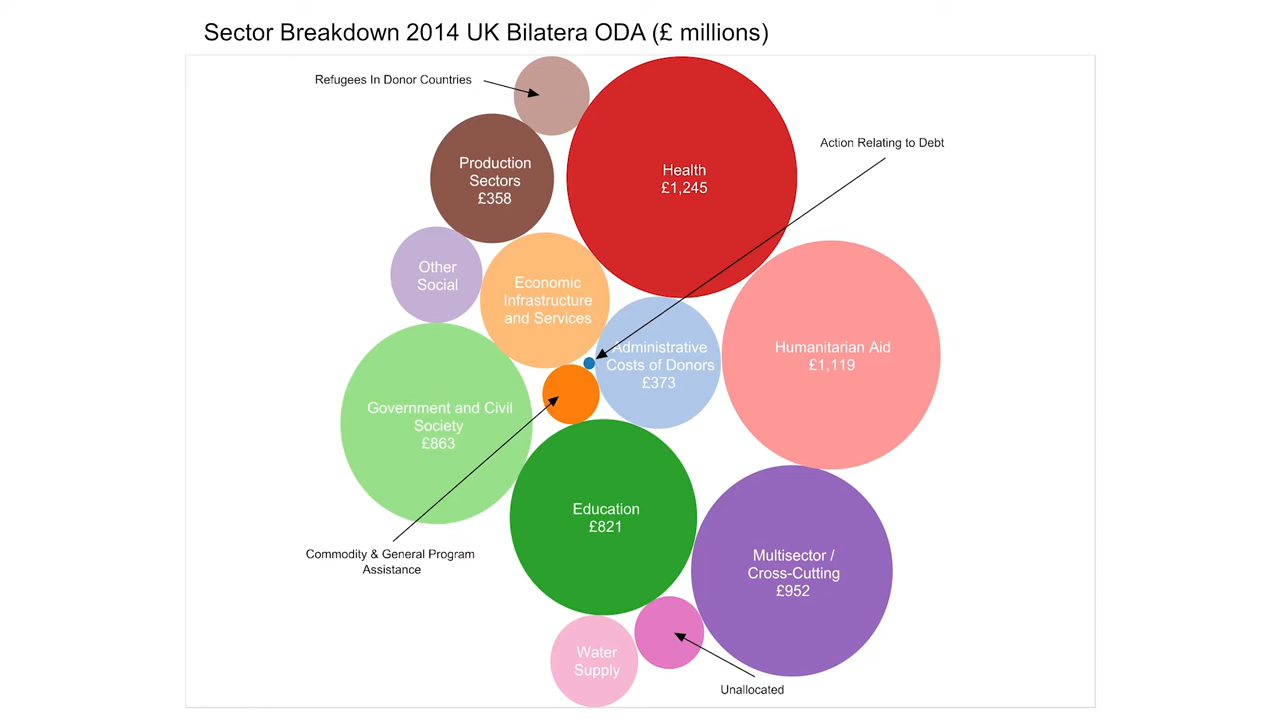 Sector Breakdown 2014 UK Bilatera ODA (£ millions)
Refugees In Donor Countries
Action Relating to Debt
Production
Sectors
£358
Health
£1,245
Other
Social
Economic
Infrastructure
and Services
Administrative
Costs of Donors
£373
Humanitarian Aid
£1,119
Government and Civil
Society
£863
Education
£821
Commodity & General Program
Assistance
Multisector /
Cross-Cutting
£952
Water
Supply
Unallocated